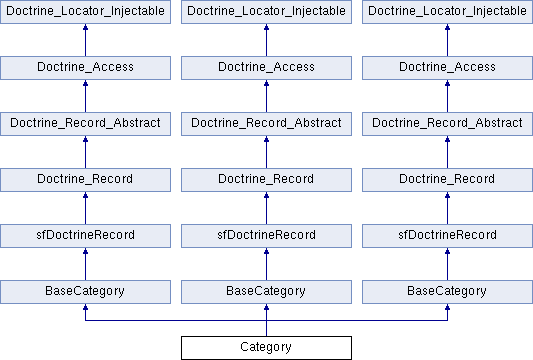 Doctrine_Locator_Injectable Doctrine_Locator_Injectable Doctrine_Locator_Injectable
Doctrine_Access Doctrine_Access Doctrine_Access
Doctrine_Record_Abstract Doctrine_Record_Abstract Doctrine_Record_Abstract
Doctrine_Record Doctrine_Record Doctrine_Record
sfDoctrineRecord sfDoctrineRecord sfDoctrineRecord
BaseCategory BaseCategory BaseCategory
Category